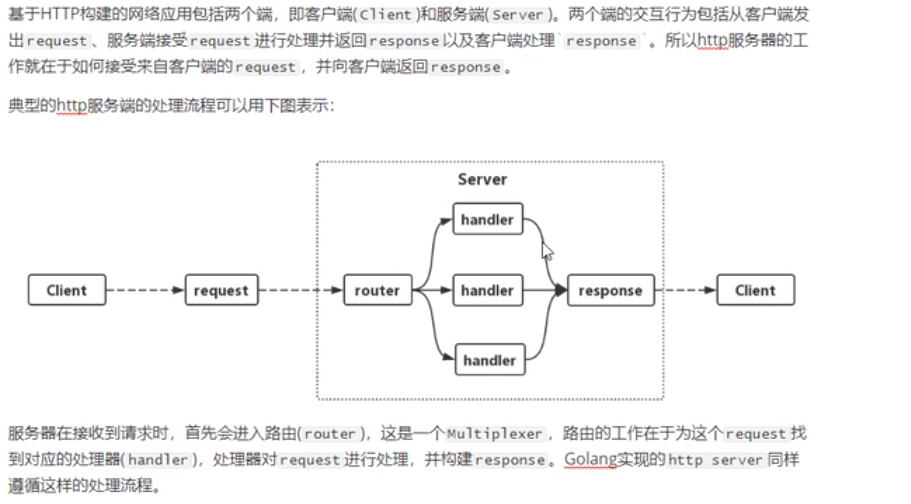 基于HTTP构建的网络应用包括两个端，即客户端(Client)和服务端(Server)。两个端的交互行为包括从客户端发
出request、服务端接受request进行处理并返回response以及客户端处理`response`。所以http服务器的工
作就在于如何接受来自客户端的request，并向客户端返回response。
典型的http服务端的处理流程可以用下图表示：
Server
handler
Client
request
router
handler
response
Client
handler
服务器在接收到请求时，首先会进入路由(router)，这是一个Multiplexer，路由的工作在于为这个request找
到对应的处理器(handler)，处理器对request进行处理，并构建response。Golang实现的http server同样
遵循这样的处理流程。